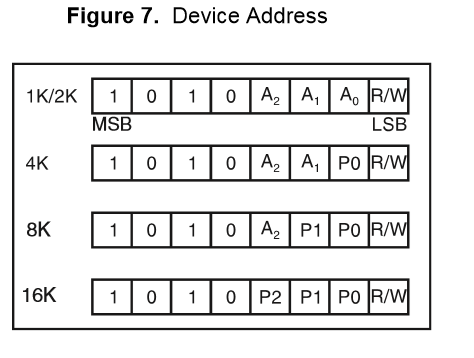 Figure 7. Device Address
1K/2K 1 0 1 0 A2 A1 A0 R/W
MSB LSB
4K 1 0 1 0 A2 A1 P0 R/W
8K 1 0 1 0 A2 P1 P0 R/W
16K 1 0 1 0 P2 P1 P0 R/W